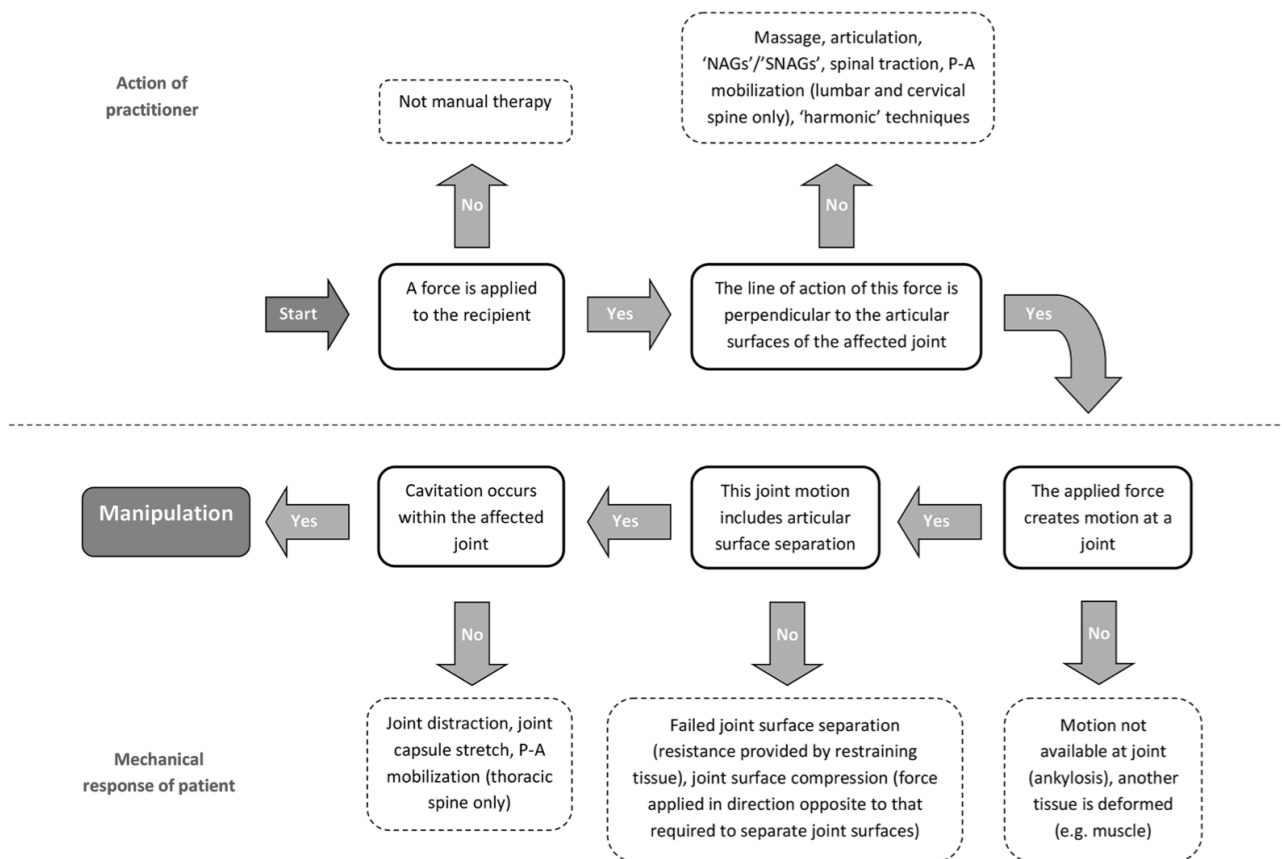 Action of
practitioner
Not manual therapy
Massage, articulation,
‘NAGs’/’SNAGs’, spinal traction, P-A
mobilization (lumbar and cervical
spine only), ‘harmonic’ techniques
No
No
Start
A force is applied
to the recipient
Yes
The line of action of this force is
perpendicular to the articular
surfaces of the affected joint
Yes
Manipulation
Yes
Cavitation occurs
within the affected
joint
Yes
This joint motion
includes articular
surface separation
Yes
The applied force
creates motion at a
joint
No
No
No
Mechanical
response of patient
Joint distraction, joint
capsule stretch, P-A
mobilization (thoracic
spine only)
Failed joint surface separation
(resistance provided by restraining
tissue), joint surface compression (force
applied in direction opposite to that
required to separate joint surfaces)
Motion not
available at joint
(ankylosis), another
tissue is deformed
(e.g. muscle)